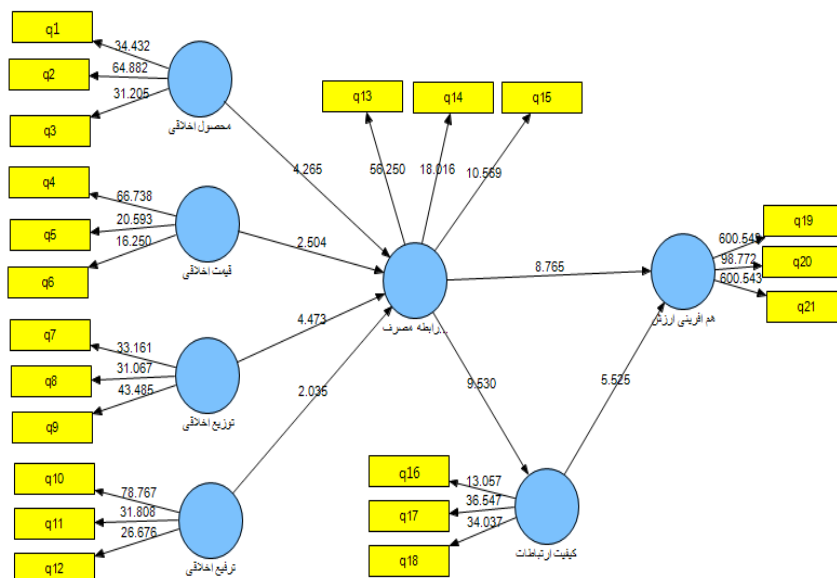 q1
34.432
q2
64.882
q3
31.205
محصول اخلاقی
4.265
q4
66.738
q5
20.593
q6
16.250
قیمت اخلاقی
2.504
q7
33.161
q8
31.067
q9
43.485
توزیع اخلاقی
4.473
q10
78.767
q11
31.808
q12
26.676
ترفیع اخلاقی
2.035
q13
q14
q15
56.250
18.016
10.569
رابطه مصرف...
8.765
9.530
q16
13.057
q17
36.547
q18
34.037
کیفیت ارتباطات
5.525
q19
600.543
q20
98.772
q21
600.543
هم افرینی ارزش